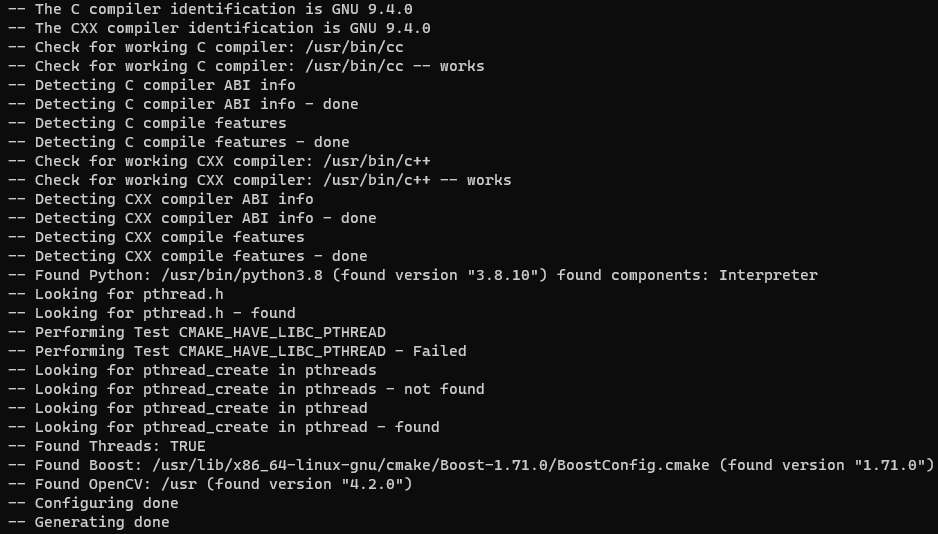 -- The C compiler identification is GNU 9.4.0
-- The CXX compiler identification is GNU 9.4.0
-- Check for working C compiler: /usr/bin/cc
-- Check for working C compiler: /usr/bin/cc -- works
-- Detecting C compiler ABI info
-- Detecting C compiler ABI info - done
-- Detecting C compile features
-- Detecting C compile features - done
-- Check for working CXX compiler: /usr/bin/c++
-- Check for working CXX compiler: /usr/bin/c++ -- works
-- Detecting CXX compiler ABI info
-- Detecting CXX compiler ABI info - done
-- Detecting CXX compile features
-- Detecting CXX compile features - done
-- Found Python: /usr/bin/python3.8 (found version "3.8.10") found components: Interpreter
-- Looking for pthread.h
-- Looking for pthread.h - found
-- Performing Test CMAKE_HAVE_LIBC_PTHREAD
-- Performing Test CMAKE_HAVE_LIBC_PTHREAD - Failed
-- Looking for pthread_create in pthreads
-- Looking for pthread_create in pthreads - not found
-- Looking for pthread_create in pthread
-- Looking for pthread_create in pthread - found
-- Found Threads: TRUE
-- Found Boost: /usr/lib/x86_64-linux-gnu/cmake/Boost-1.71.0/BoostConfig.cmake (found version "1.71.0")
-- Found OpenCV: /usr (found version "4.2.0")
-- Configuring done
-- Generating done